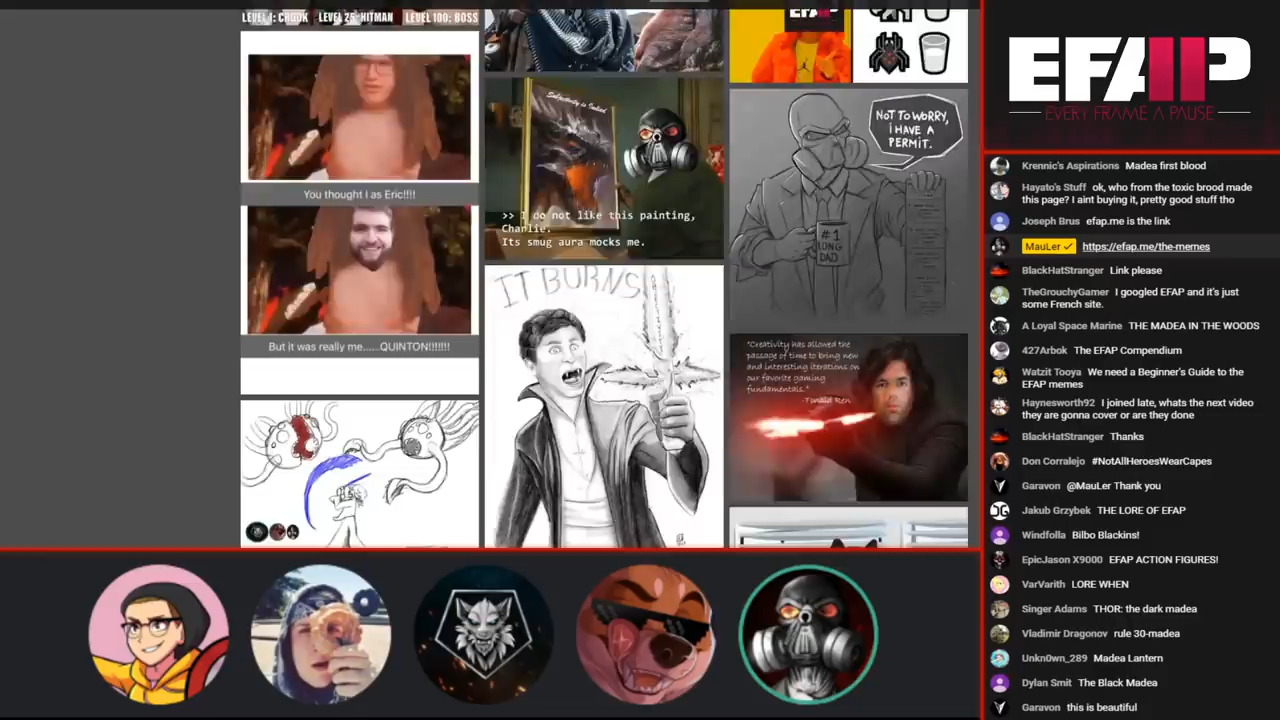 LEVEL 1: CROOK LEVEL 25: HITMAN LEVEL 100: BOSS
You thought I as Eric!!!!
But it was really me.....QUINTON!!!!!!!
Subjectivity is Invlid
>> I do not like this painting,
Charlie.
Its smug aura mocks me.
IT BURNS
EFAP
NOT TO WORRY,
I HAVE A
PERMIT.
#1
LONG
DAD
"Creativity has allowed the
passage of time to bring new
and interesting iterations on
our favorite gaming
fundamentals."
EFAP
EVERY FRAME A PAUSE
Krennic's Aspirations Madea first blood
Hayato's Stuff ok, who from the toxic brood made
this page? I aint buying it, pretty good stuff tho
Joseph Brus efap.me is the link
MauLer https://efap.me/the-memes
BlackHatStranger Link please
TheGrouchyGamer I googled EFAP and it's just
some French site.
A Loyal Space Marine THE MADEA IN THE WOODS
427Arbok The EFAP Compendium
Watzit Tooya We need a Beginner's Guide to the
EFAP memes
Haynesworth92 I joined late, whats the next video
they are gonna cover or are they done
BlackHatStranger Thanks
Don Corralejo #NotAllHeroesWearCapes
Garavon @MauLer Thank you
Jakub Grzybek THE LORE OF EFAP
Windfolla Bilbo Blackins!
EpicJason X9000 EFAP ACTION FIGURES!
VarVarith LORE WHEN
Singer Adams THOR: the dark madea
Vladimir Dragonov rule 30-madea
Unkn0wn_289 Madea Lantern
Dylan Smit The Black Madea
Garavon this is beautiful